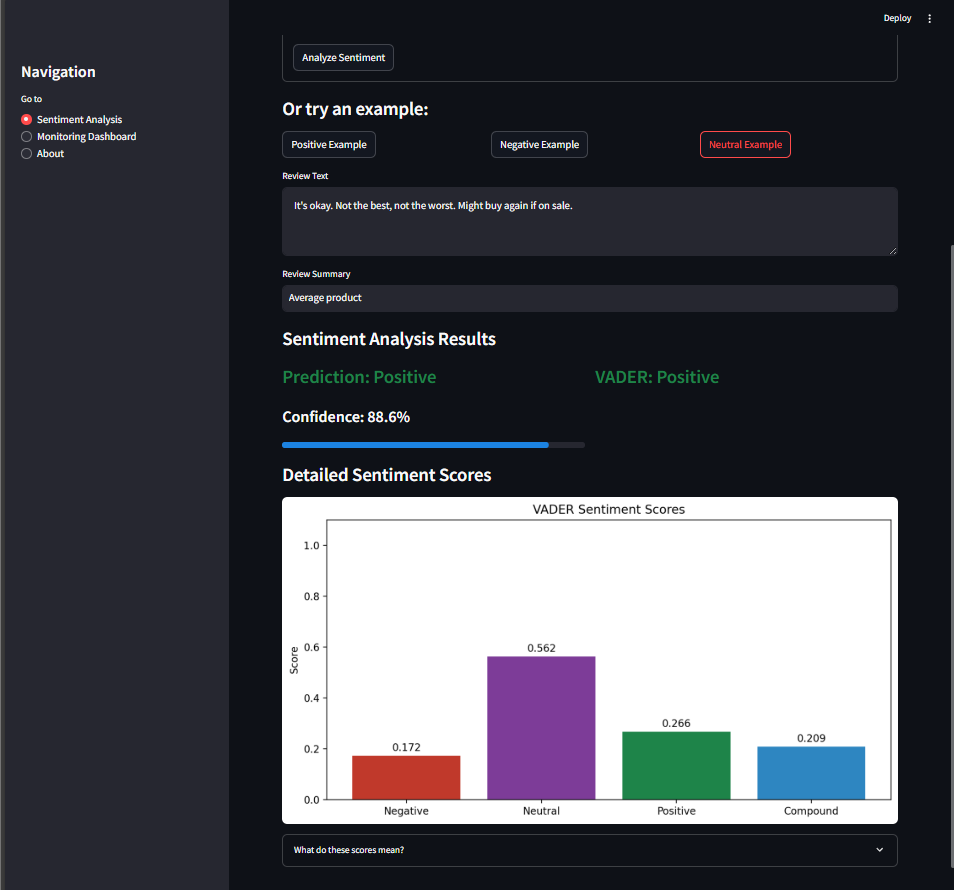 Deploy
Navigation
Go to
Sentiment Analysis
Monitoring Dashboard
About
Analyze Sentiment
Or try an example:
Positive Example
Negative Example
Neutral Example
Review Text
It's okay. Not the best, not the worst. Might buy again if on sale.
Review Summary
Average product
Sentiment Analysis Results
Prediction: Positive
VADER: Positive
Confidence: 88.6%
Detailed Sentiment Scores
VADER Sentiment Scores
Score
1.0
0.8
0.6
0.4
0.2
0.0
0.172
0.562
0.266
0.209
Negative
Neutral
Positive
Compound
What do these scores mean?